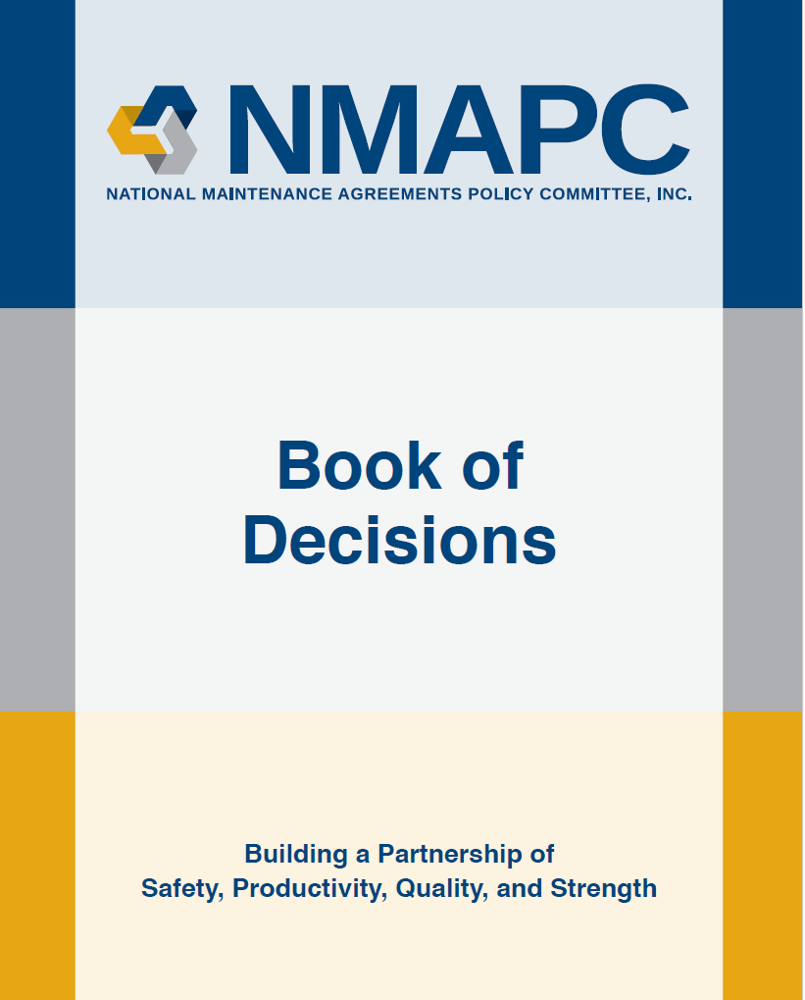 NMAPC
NATIONAL MAINTENANCE AGREEMENTS POLICY COMMITTEE, INC.
Book of
Decisions
Building a Partnership of
Safety, Productivity, Quality, and Strength